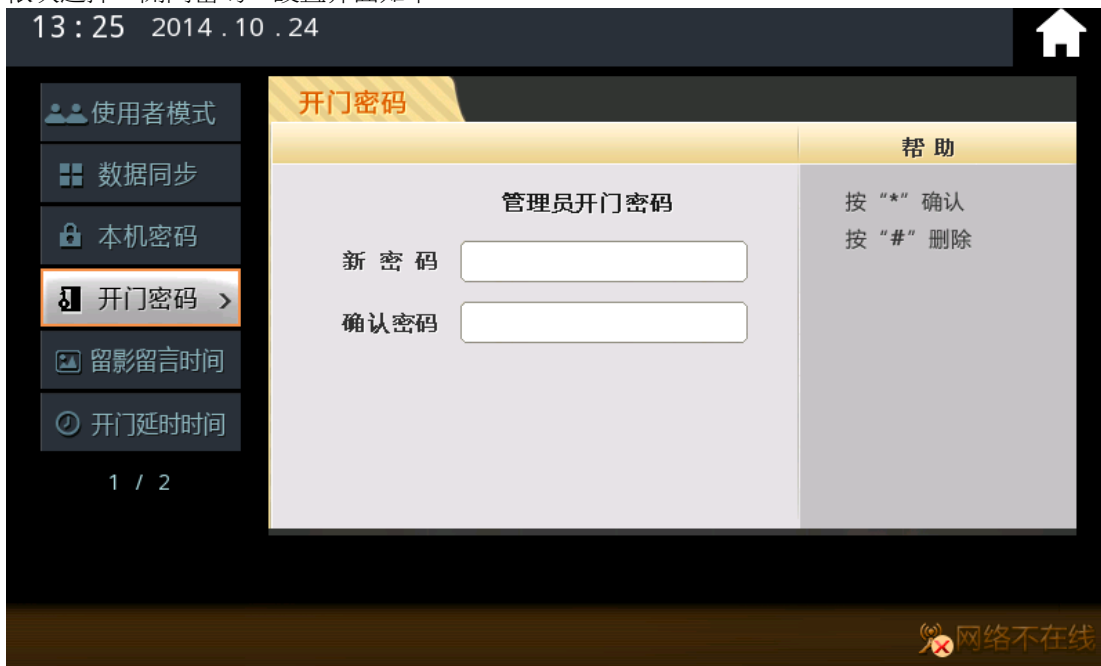 13:25 2014.10.24
使用者模式
数据同步
本机密码
开门密码 >
留影留言时间
开门延时时间
1 / 2
开门密码
管理员开门密码
新 密 码
确认密码
帮 助
按 “*” 确认
按 “#” 删除
网络不在线